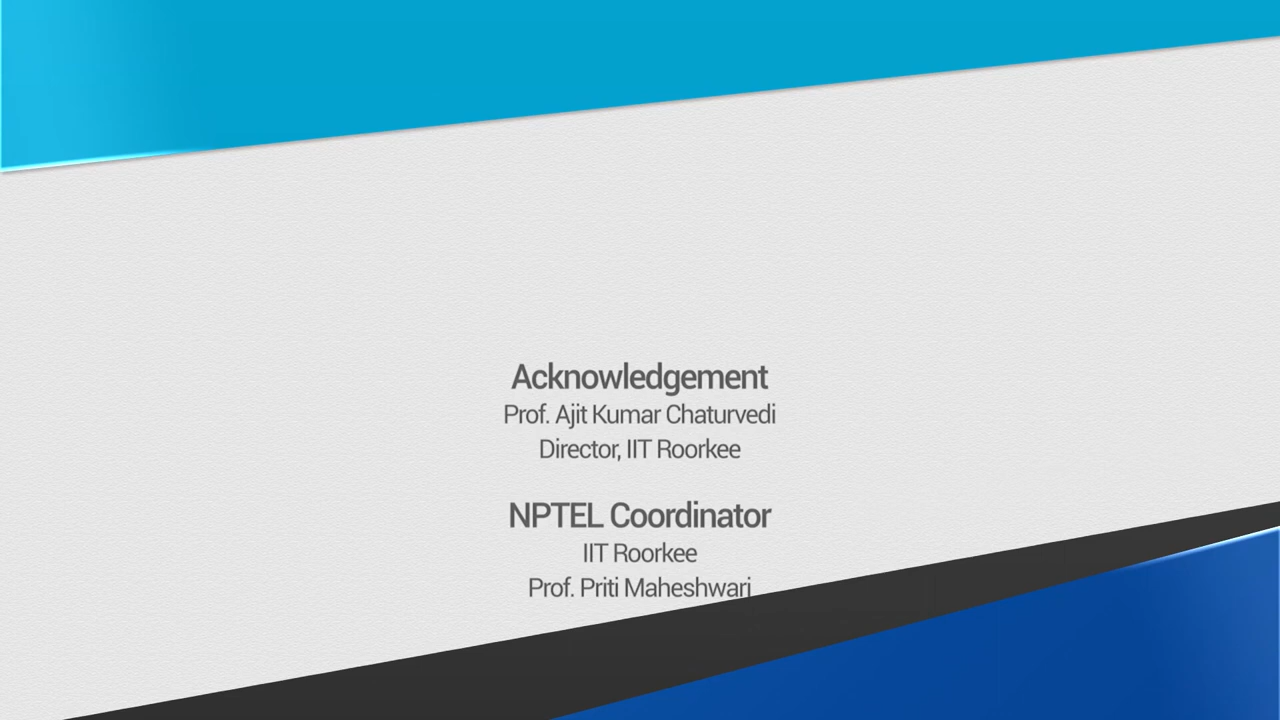 Acknowledgement
Prof. Ajit Kumar Chaturvedi
Director, IIT Roorkee
NPTEL Coordinator
IIT Roorkee
Prof. Priti Maheshwari